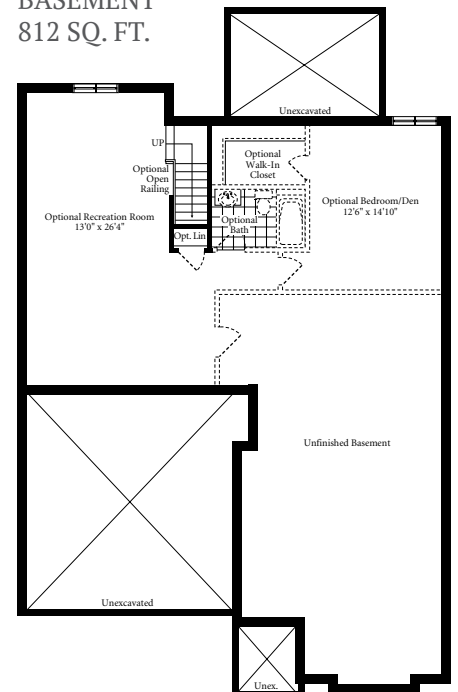 BASEMENT
812 SQ. FT.
Unexcavated
UP
Optional
Open
Railing
Optional
Walk-In
Closet
Optional Recreation Room
13'0" x 26'4"
Optional Bedroom/Den
12'6" x 14'10"
Optional
Bath
Opt. Lin
Unfinished Basement
Unexcavated
Unex.